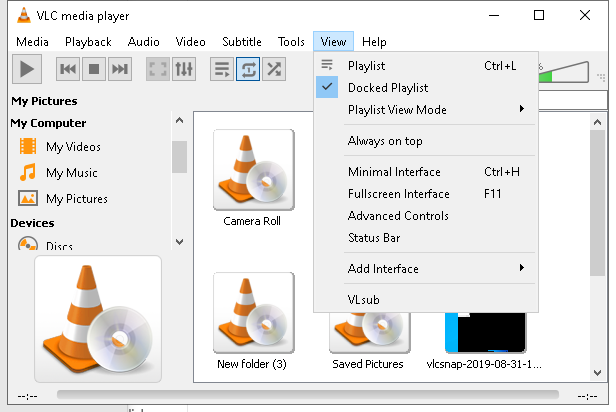 VLC media player
Media Playback Audio Video Subtitle Tools View Help
Playlist Ctrl+L
Docked Playlist
Playlist View Mode
Always on top
Minimal Interface Ctrl+H
Fullscreen Interface F11
Advanced Controls
Status Bar
Add Interface
VLsub
%
My Pictures
My Computer
My Videos
My Music
My Pictures
Devices
Discs
Camera Roll
New folder (3)
Saved Pictures
vlcsnap-2019-08-31-1...
--:--
--:--